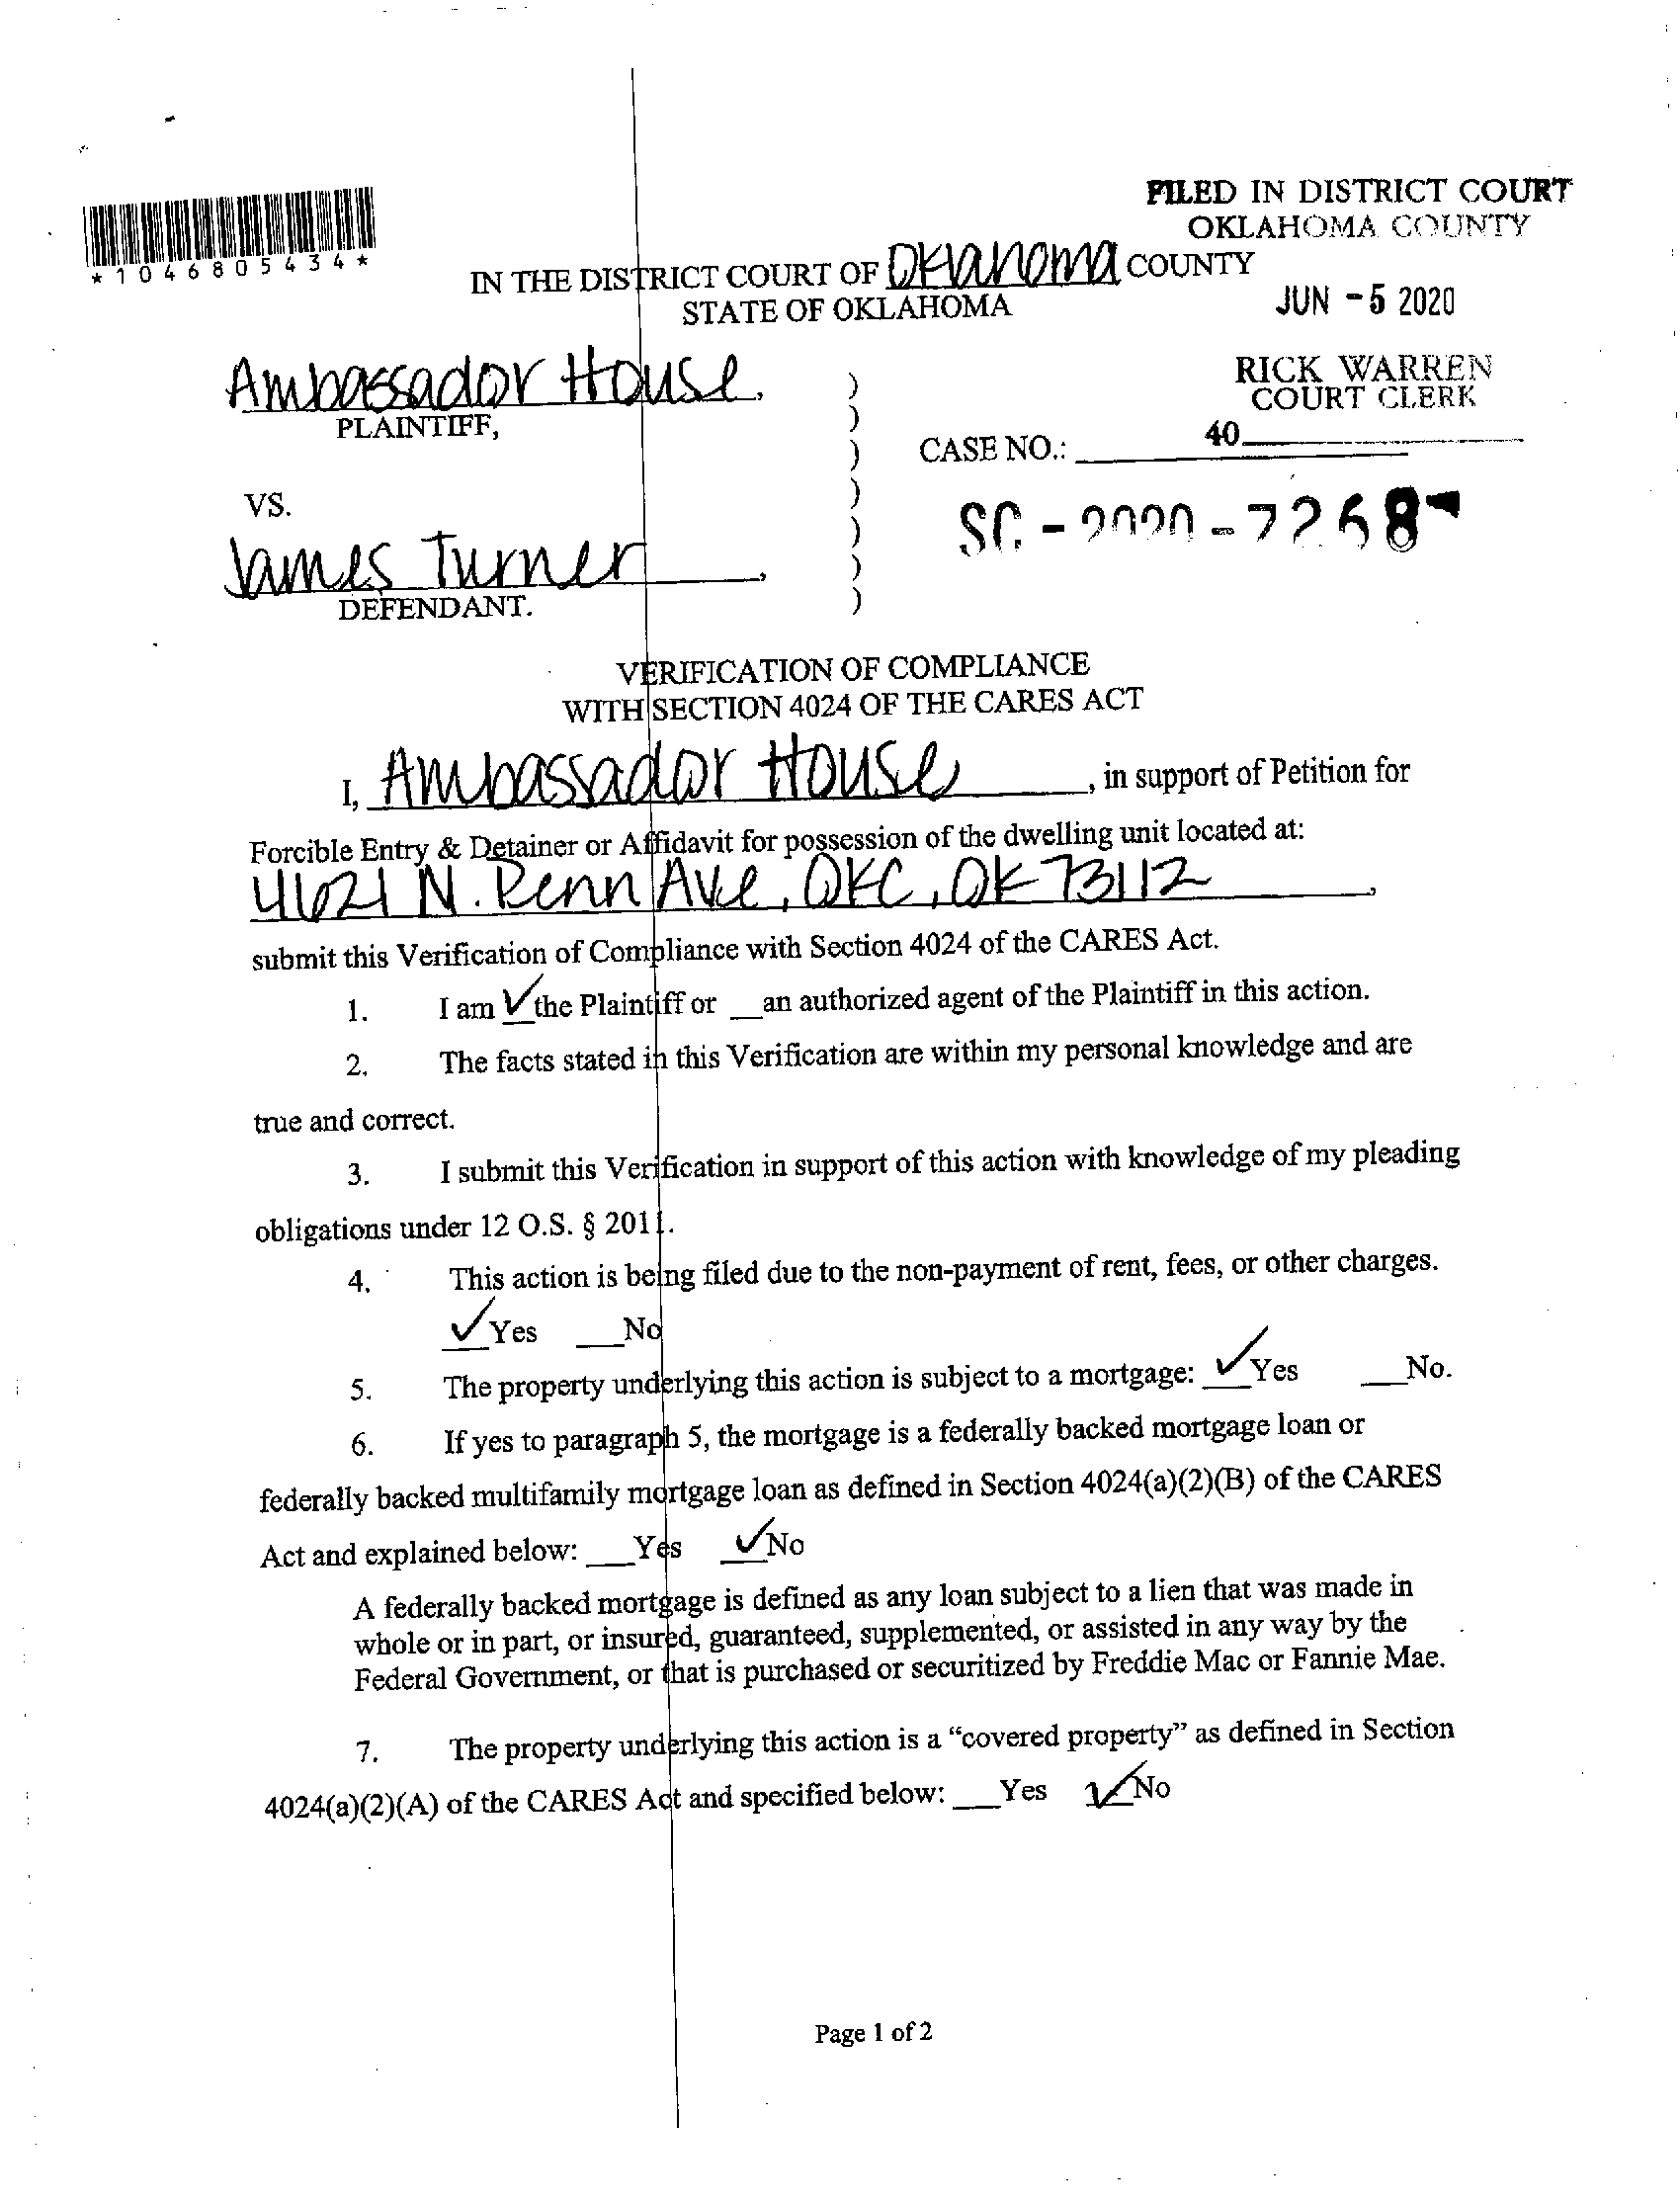 FILED IN DISTRICT COURT
OKLAHOMA COUNTY
*1046805434*
IN THE DISTRICT COURT OF Oklahoma COUNTY
STATE OF OKLAHOMA
JUN -5 2020
RICK WARREN
COURT CLERK
40
Ambassador House,
PLAINTIFF,
)
)
)
)
)
)
)
CASE NO.:
VS.
SC - 2020 - 7268
James Turner,
DEFENDANT.
VERIFICATION OF COMPLIANCE
WITH SECTION 4024 OF THE CARES ACT
I, Ambassador House, in support of Petition for
Forcible Entry & Detainer or Affidavit for possession of the dwelling unit located at:
4621 N. Penn Ave, OKC, OK 73112,
submit this Verification of Compliance with Section 4024 of the CARES Act.
1. I am ✓ the Plaintiff or __an authorized agent of the Plaintiff in this action.
2. The facts stated in this Verification are within my personal knowledge and are
true and correct.
3. I submit this Verification in support of this action with knowledge of my pleading
obligations under 12 O.S. § 2011.
4. This action is being filed due to the non-payment of rent, fees, or other charges.
✓ Yes ___No
5. The property underlying this action is subject to a mortgage: ✓ Yes ___No.
6. If yes to paragraph 5, the mortgage is a federally backed mortgage loan or
federally backed multifamily mortgage loan as defined in Section 4024(a)(2)(B) of the CARES
Act and explained below: ___Yes ✓ No
A federally backed mortgage is defined as any loan subject to a lien that was made in
whole or in part, or insured, guaranteed, supplemented, or assisted in any way by the
Federal Government, or that is purchased or securitized by Freddie Mac or Fannie Mae.
7. The property underlying this action is a “covered property” as defined in Section
4024(a)(2)(A) of the CARES Act and specified below: ___Yes ✓ No
Page 1 of 2